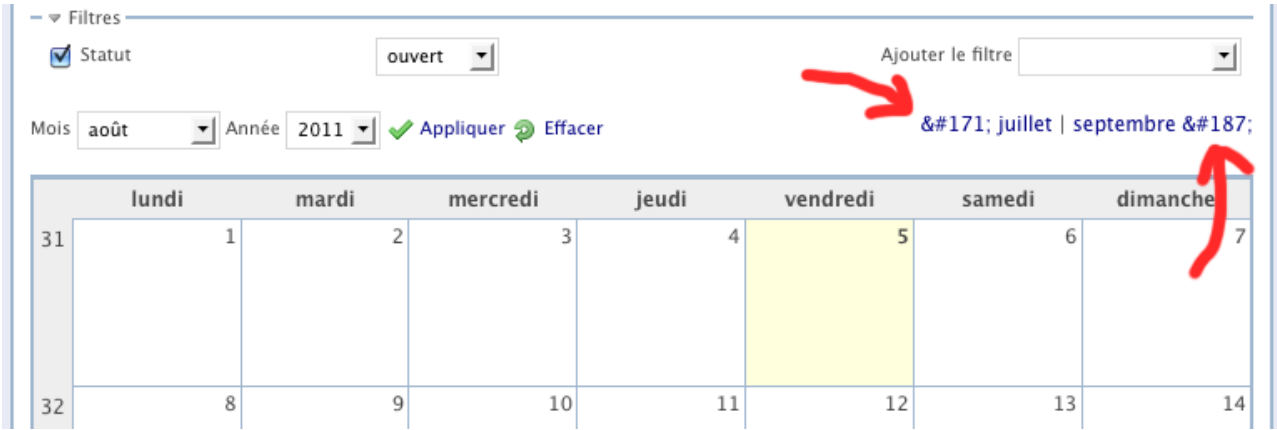 Filtres
Statut ouvert Ajouter le filtre
Mois août Année 2011 Appliquer Effacer &#171; juillet | septembre &#187;
lundi mardi mercredi jeudi vendredi samedi dimanche
31 1 2 3 4 5 6 7
32 8 9 10 11 12 13 14